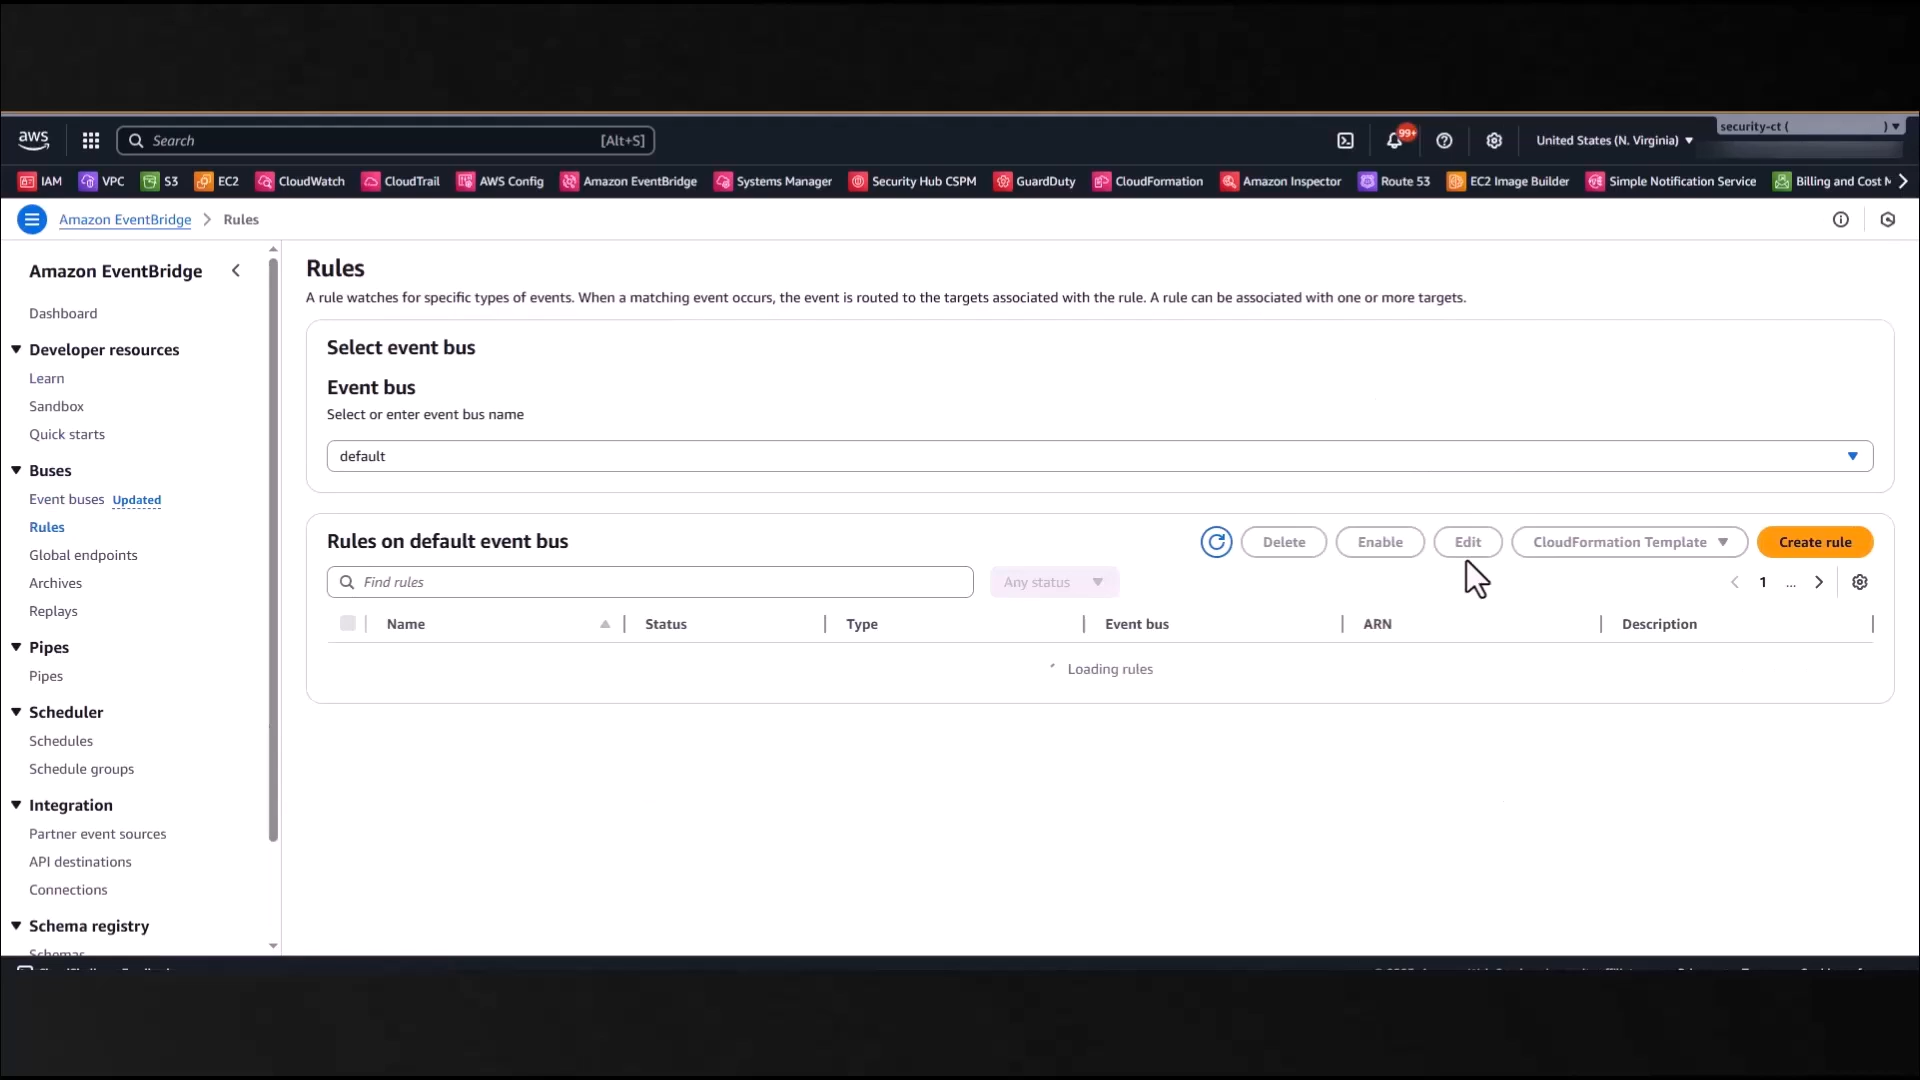 aws
Search [Alt+S]
99+
United States (N. Virginia)
security-ct ( )
IAM VPC S3 EC2 CloudWatch CloudTrail AWS Config Amazon EventBridge Systems Manager Security Hub CSPM GuardDuty CloudFormation Amazon Inspector Route 53 EC2 Image Builder Simple Notification Service Billing and Cost M
Amazon EventBridge > Rules
Amazon EventBridge
Dashboard
Developer resources
Learn
Sandbox
Quick starts
Buses
Event buses Updated
Rules
Global endpoints
Archives
Replays
Pipes
Pipes
Scheduler
Schedules
Schedule groups
Integration
Partner event sources
API destinations
Connections
Schema registry
Schemas
Rules
A rule watches for specific types of events. When a matching event occurs, the event is routed to the targets associated with the rule. A rule can be associated with one or more targets.
Select event bus
Event bus
Select or enter event bus name
default
Rules on default event bus
Delete Enable Edit CloudFormation Template Create rule
Find rules
Any status
1 ...
Name Status Type Event bus ARN Description
Loading rules